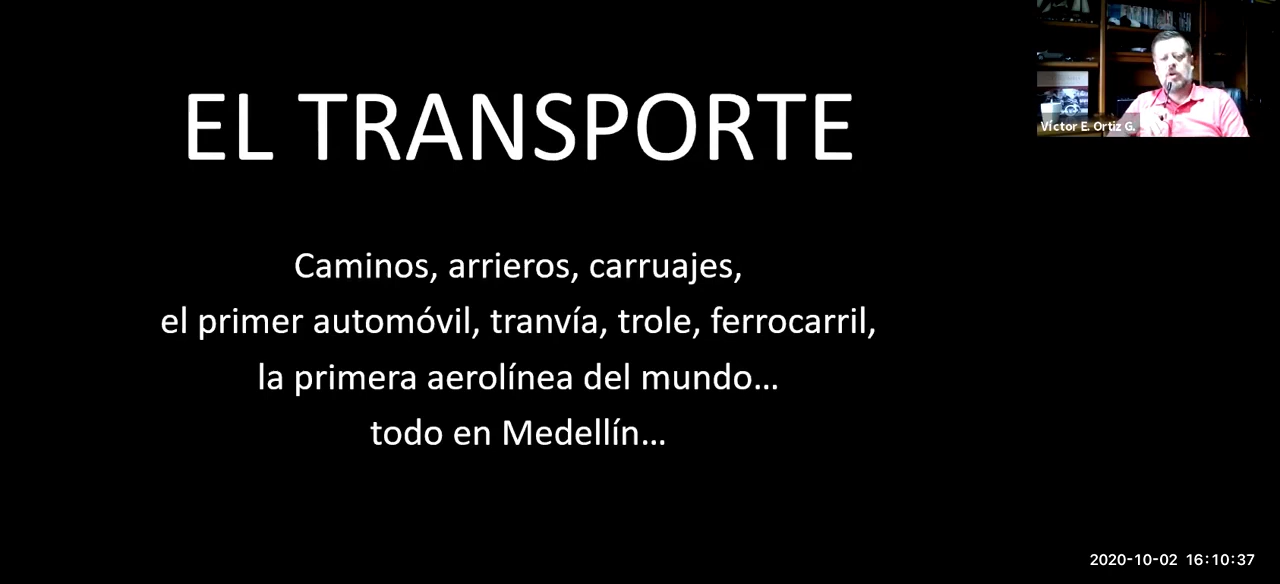 EL TRANSPORTE
Víctor E. Ortiz G.
Caminos, arrieros, carruajes,
el primer automóvil, tranvía, trole, ferrocarril,
la primera aerolínea del mundo...
todo en Medellín...
2020-10-02 16:10:37